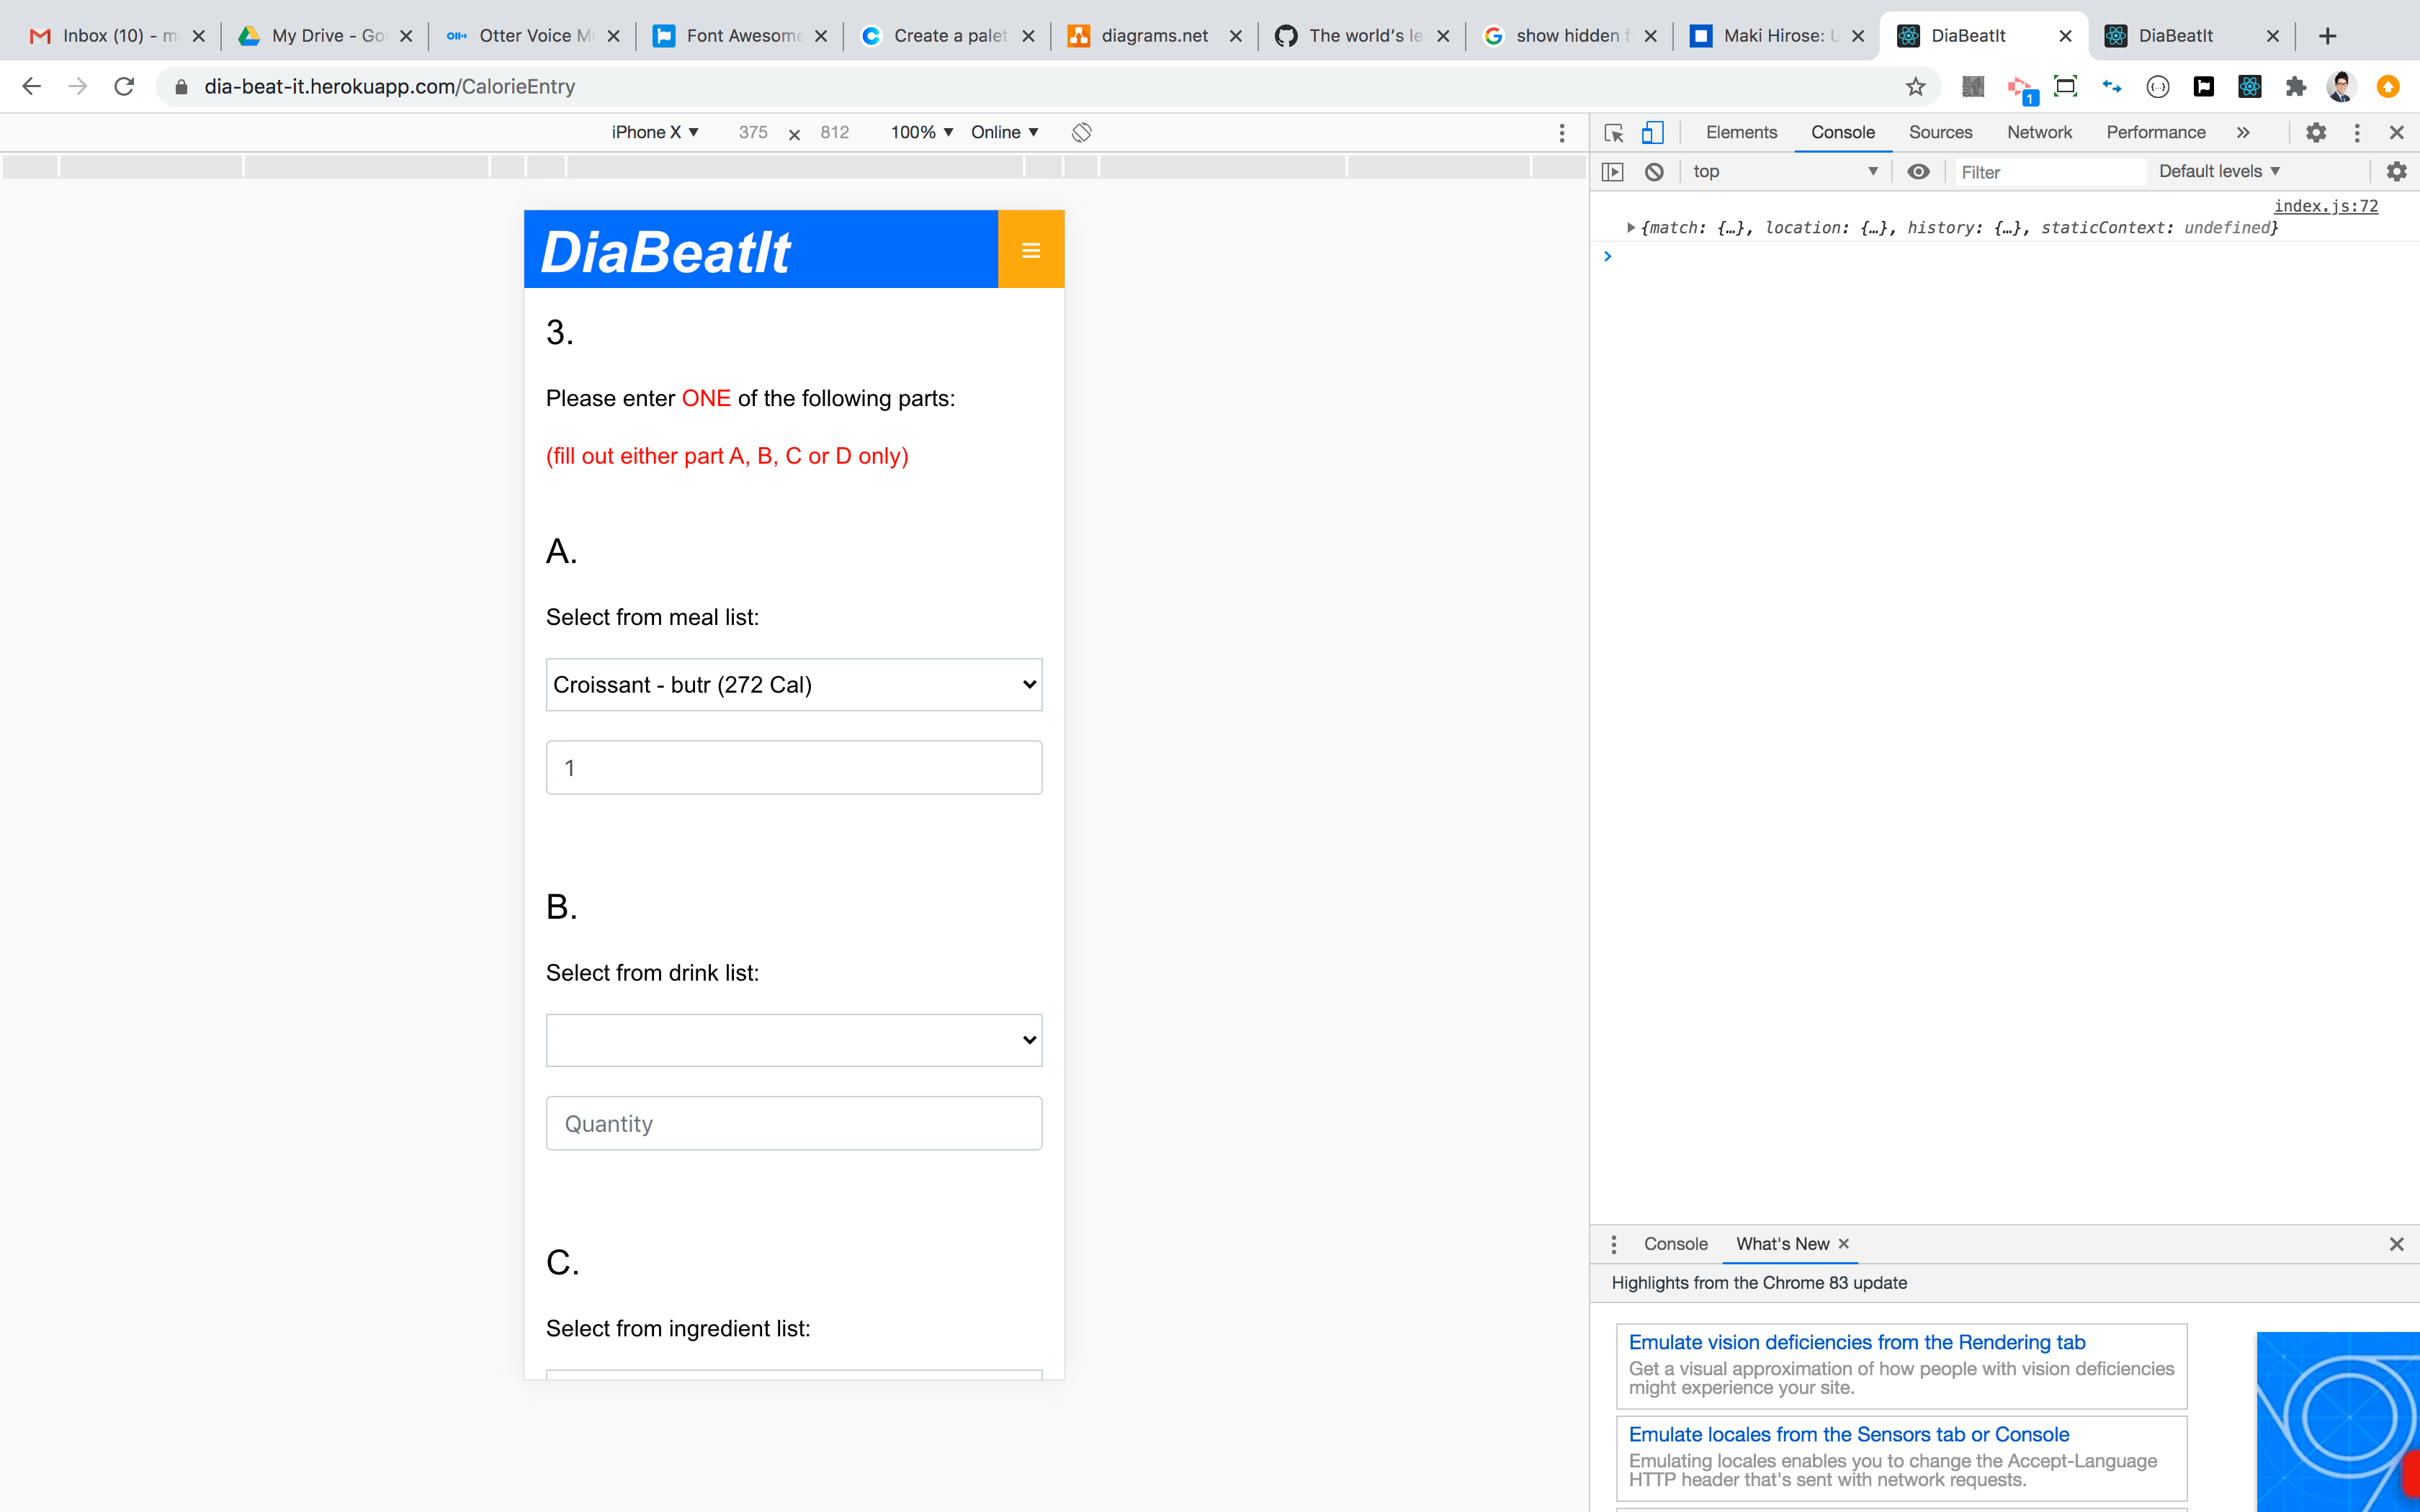 Inbox (10) - m
My Drive - Go
Otter Voice M
Font Awesome
Create a palet
diagrams.net
The world's le
show hidden f
Maki Hirose: U
DiaBeatIt
DiaBeatIt
dia-beat-it.herokuapp.com/CalorieEntry
1
iPhone X ▼ 375 × 812 100% ▼ Online ▼
Elements Console Sources Network Performance »
top ▼ Filter Default levels ▼
index.js:72
▶{match: {…}, location: {…}, history: {…}, staticContext: undefined}
DiaBeatIt
3.
Please enter ONE of the following parts:
(fill out either part A, B, C or D only)
A.
Select from meal list:
Croissant - butr (272 Cal)
1
B.
Select from drink list:
Quantity
C.
Select from ingredient list:
Console What's New
Highlights from the Chrome 83 update
Emulate vision deficiencies from the Rendering tab
Get a visual approximation of how people with vision deficiencies
might experience your site.
Emulate locales from the Sensors tab or Console
Emulating locales enables you to change the Accept-Language
HTTP header that's sent with network requests.